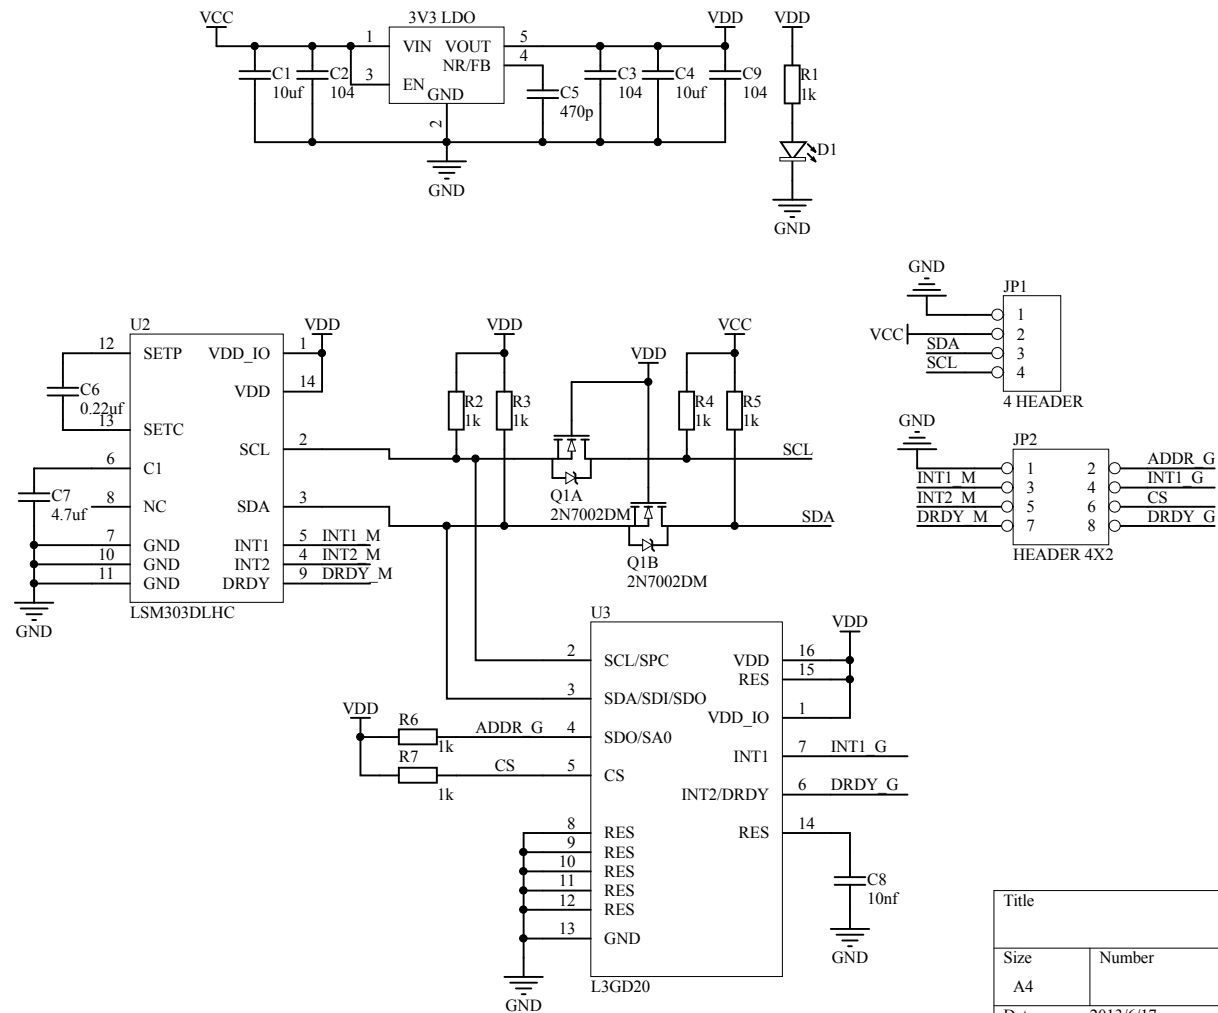 VCC
3V3 LDO
VDD
VDD
1
VIN
VOUT
5
NR/FB
4
3
EN
GND
2
C1
10uf
C2
104
C5
470p
C3
104
C4
10uf
C9
104
R1
1k
D1
GND
GND
U2
12
SETP
VDD_IO
1
VDD
VDD
14
C6
0.22uf
13
SETC
SCL
2
6
C1
C7
4.7uf
8
NC
SDA
3
7
GND
INT1
5
INT1_M
10
GND
INT2
4
INT2_M
11
GND
DRDY
9
DRDY_M
LSM303DLHC
GND
VDD
R2
1k
R3
1k
VDD
VCC
R4
1k
R5
1k
SCL
Q1A
2N7002DM
SDA
Q1B
2N7002DM
GND
JP1
1
VCC
2
SDA
3
SCL
4
4 HEADER
GND
JP2
1
2
ADDR_G
INT1_M
3
4
INT1_G
INT2_M
5
6
CS
DRDY_M
7
8
DRDY_G
HEADER 4X2
U3
VDD
2
SCL/SPC
VDD
16
RES
15
3
SDA/SDI/SDO
VDD_IO
1
VDD
R6
1k
ADDR_G
4
SDO/SA0
INT1
7
INT1_G
R7
1k
CS
5
CS
INT2/DRDY
6
DRDY_G
8
RES
RES
14
9
RES
10
RES
11
RES
12
RES
13
GND
C8
10nf
GND
L3GD20
GND
Title
Size
Number
A4
Date
2013/6/17